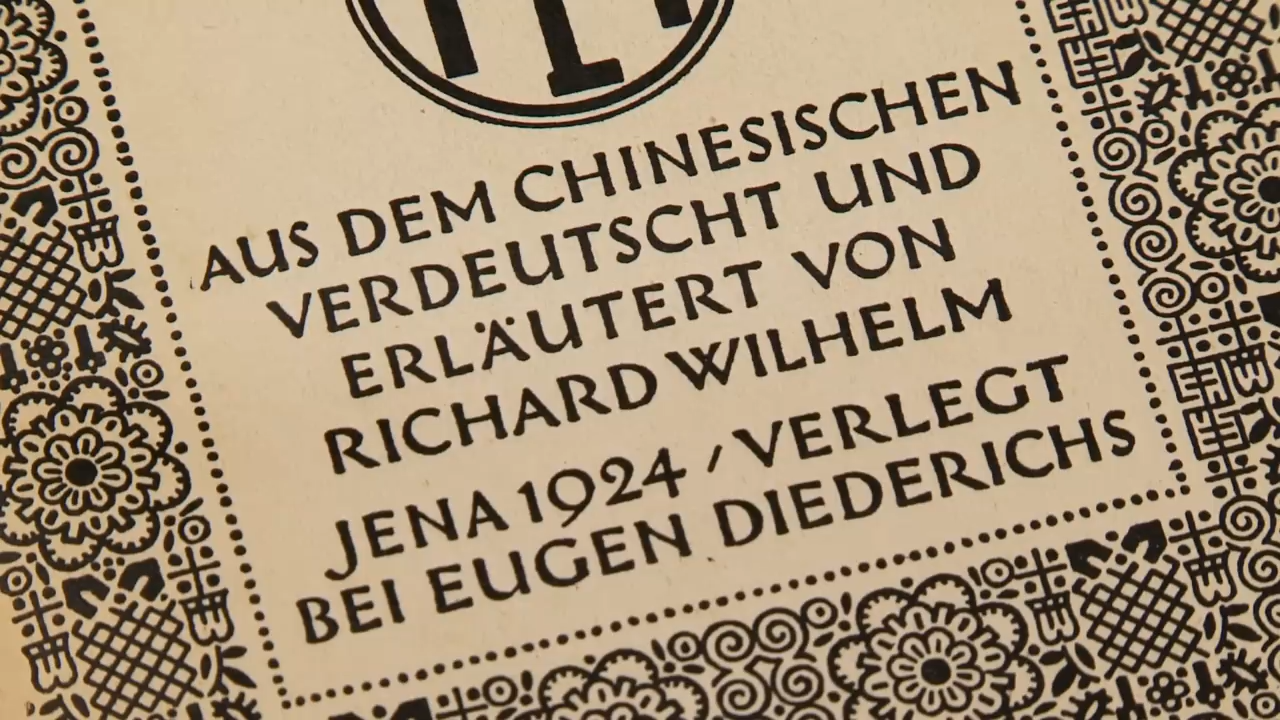 AUS DEM CHINESISCHEN
VERDEUTSCHT UND
ERLÄUTERT VON
RICHARD WILHELM
JENA 1924 / VERLEGT
BEI EUGEN DIEDERICHS